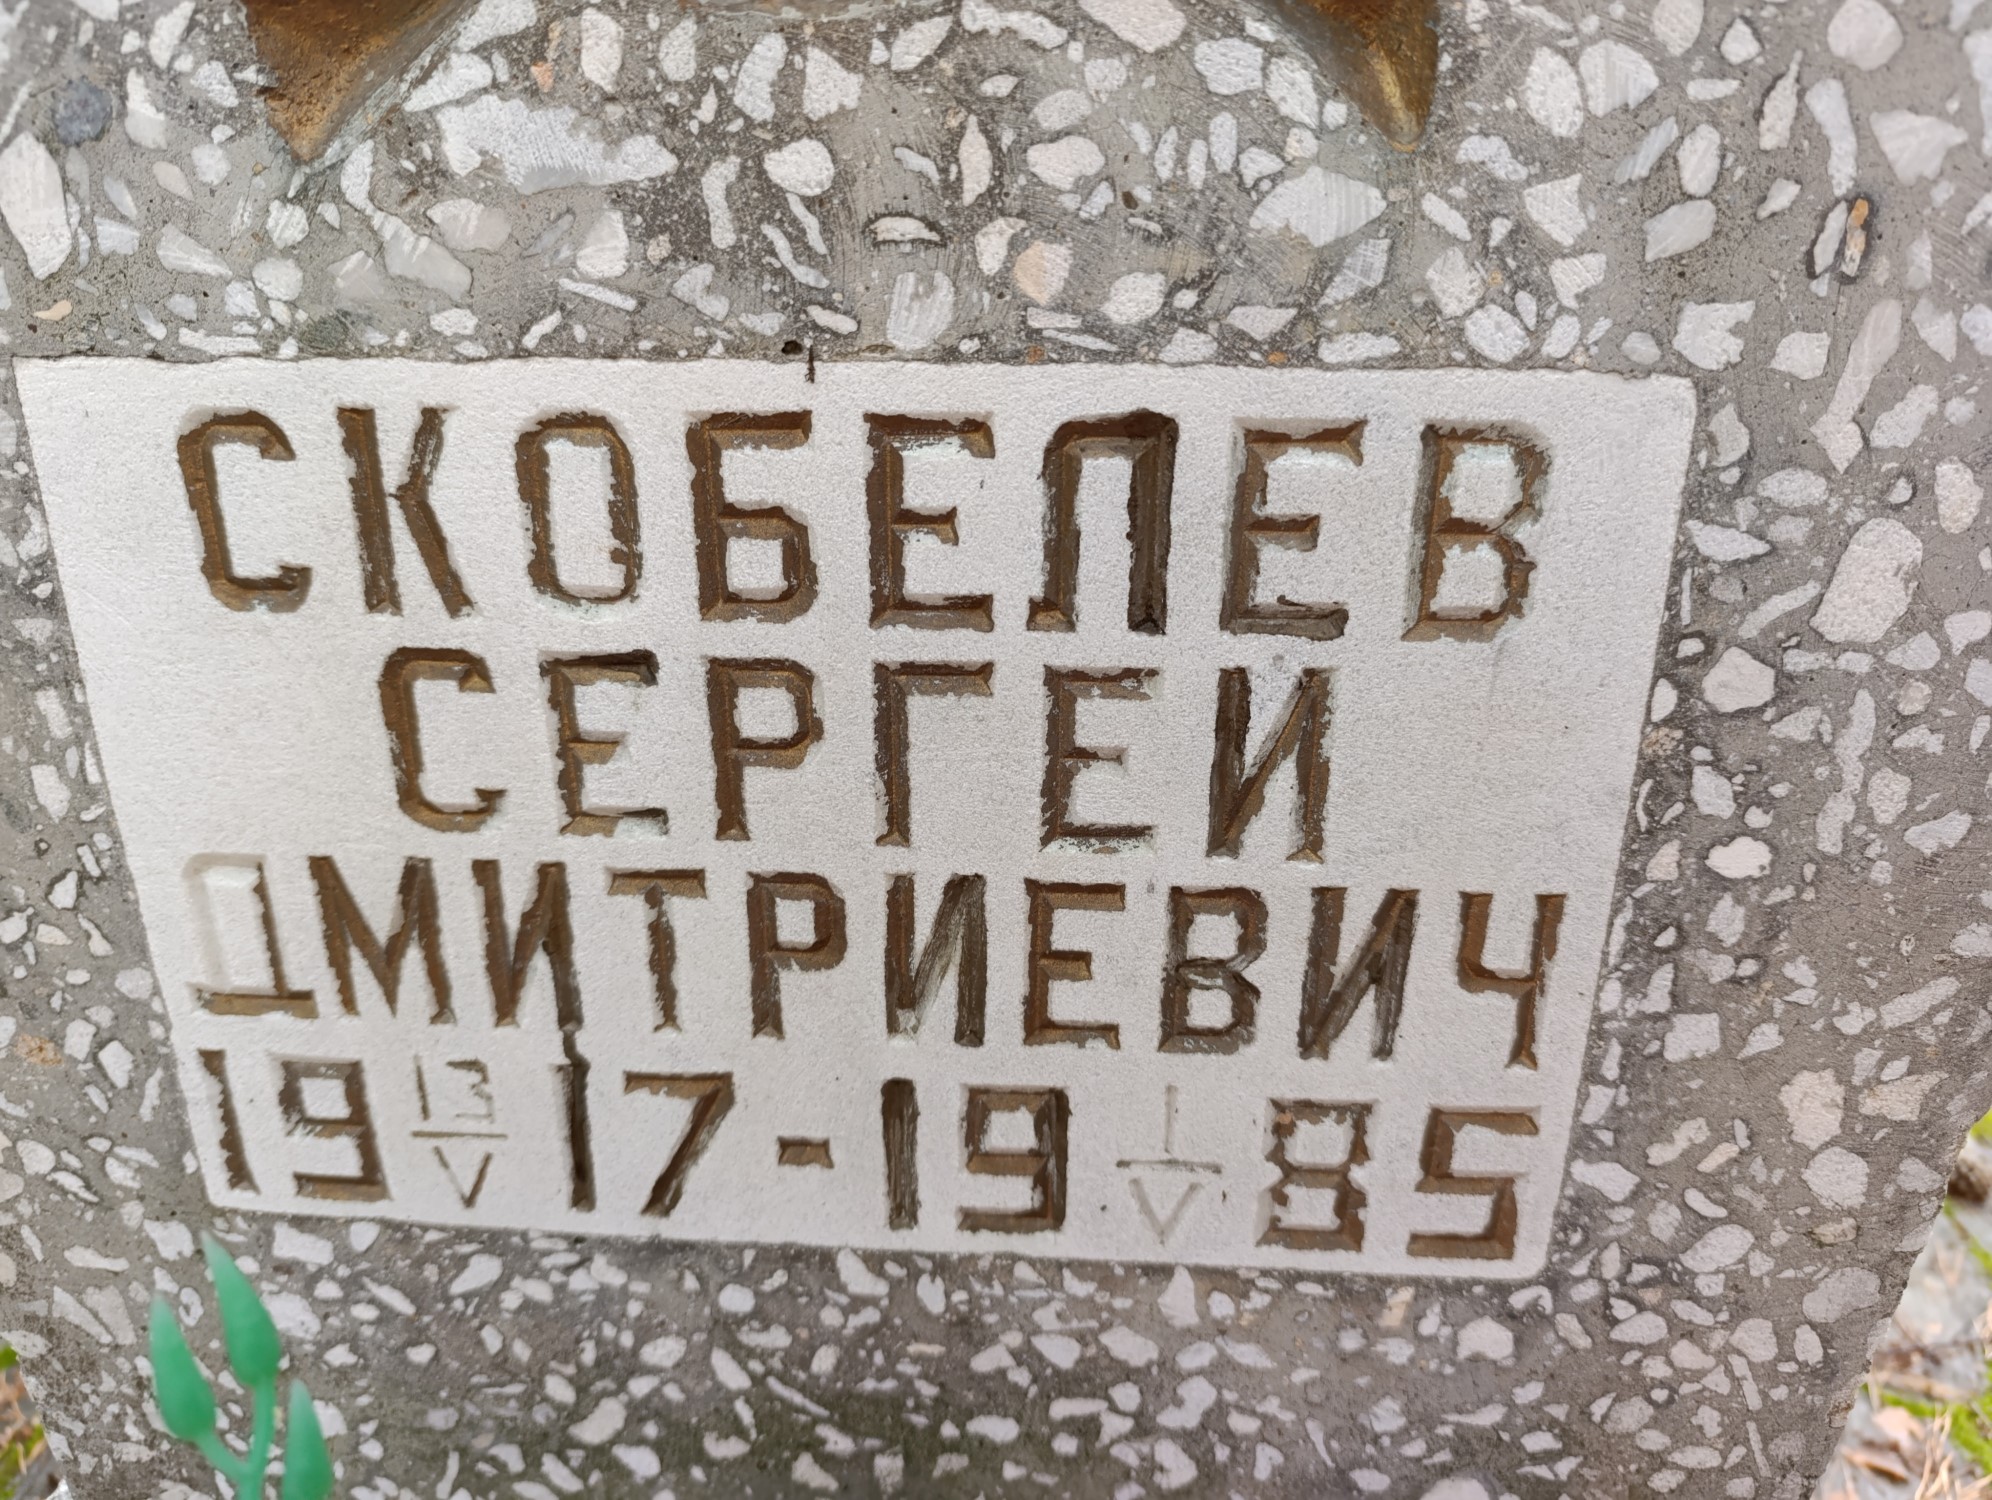 СКОБЕЛЕВ
СЕРГЕИ
ДМИТРИЕВИЧ
19 13/V 17-19 1/V 85